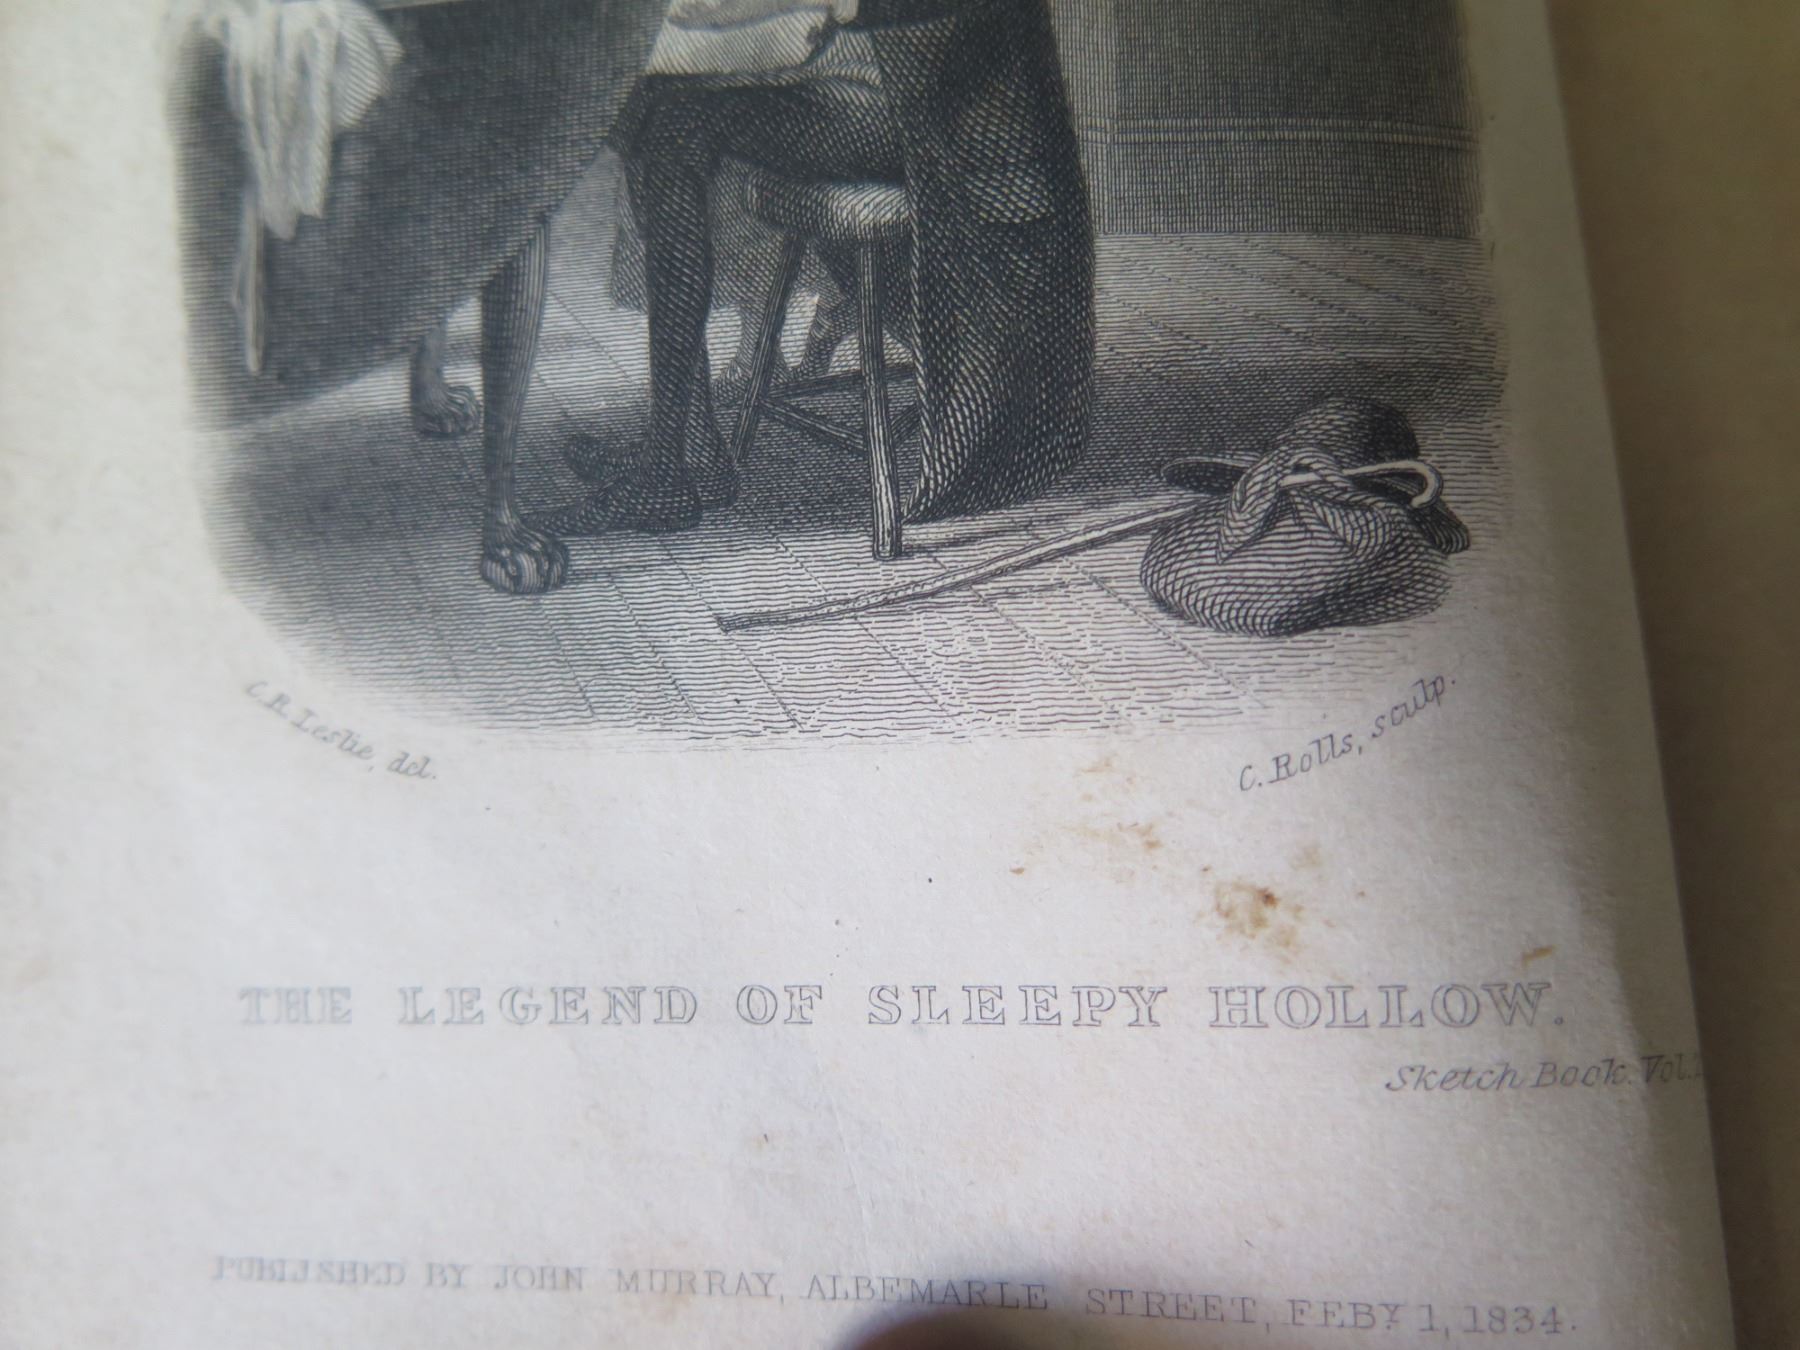 C. R. Leslie, del.
C. Rolls, sculp.
THE LEGEND OF SLEEPY HOLLOW.
Sketch Book. Vol.
PUBLISHED BY JOHN MURRAY, ALBEMARLE STREET, FEBY. 1, 1834.